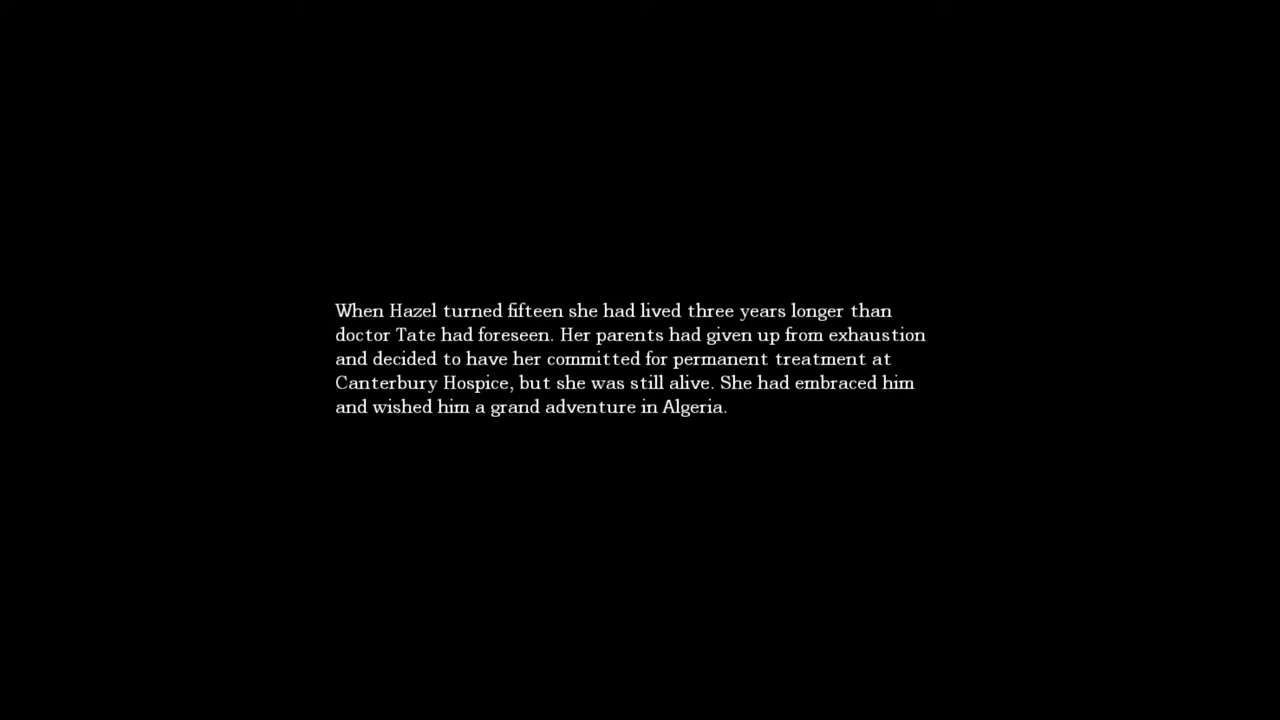 When Hazel turned fifteen she had lived three years longer than
doctor Tate had foreseen. Her parents had given up from exhaustion
and decided to have her committed for permanent treatment at
Canterbury Hospice, but she was still alive. She had embraced him
and wished him a grand adventure in Algeria.